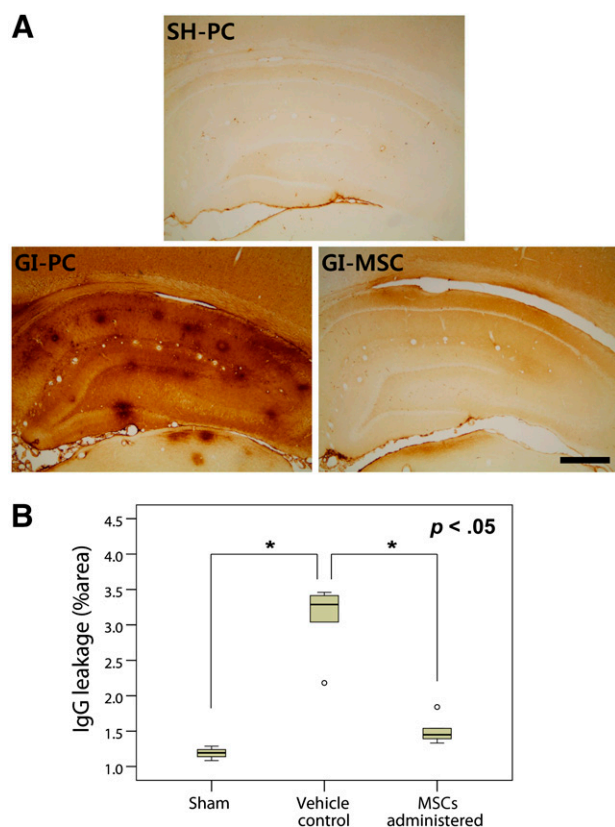 A
SH-PC
GI-PC
GI-MSC
B
p < .05
*
*
IgG leakage (%area)
4.5
4.0
3.5
3.0
2.5
2.0
1.5
1.0
Sham
Vehicle
control
MSCs
administered